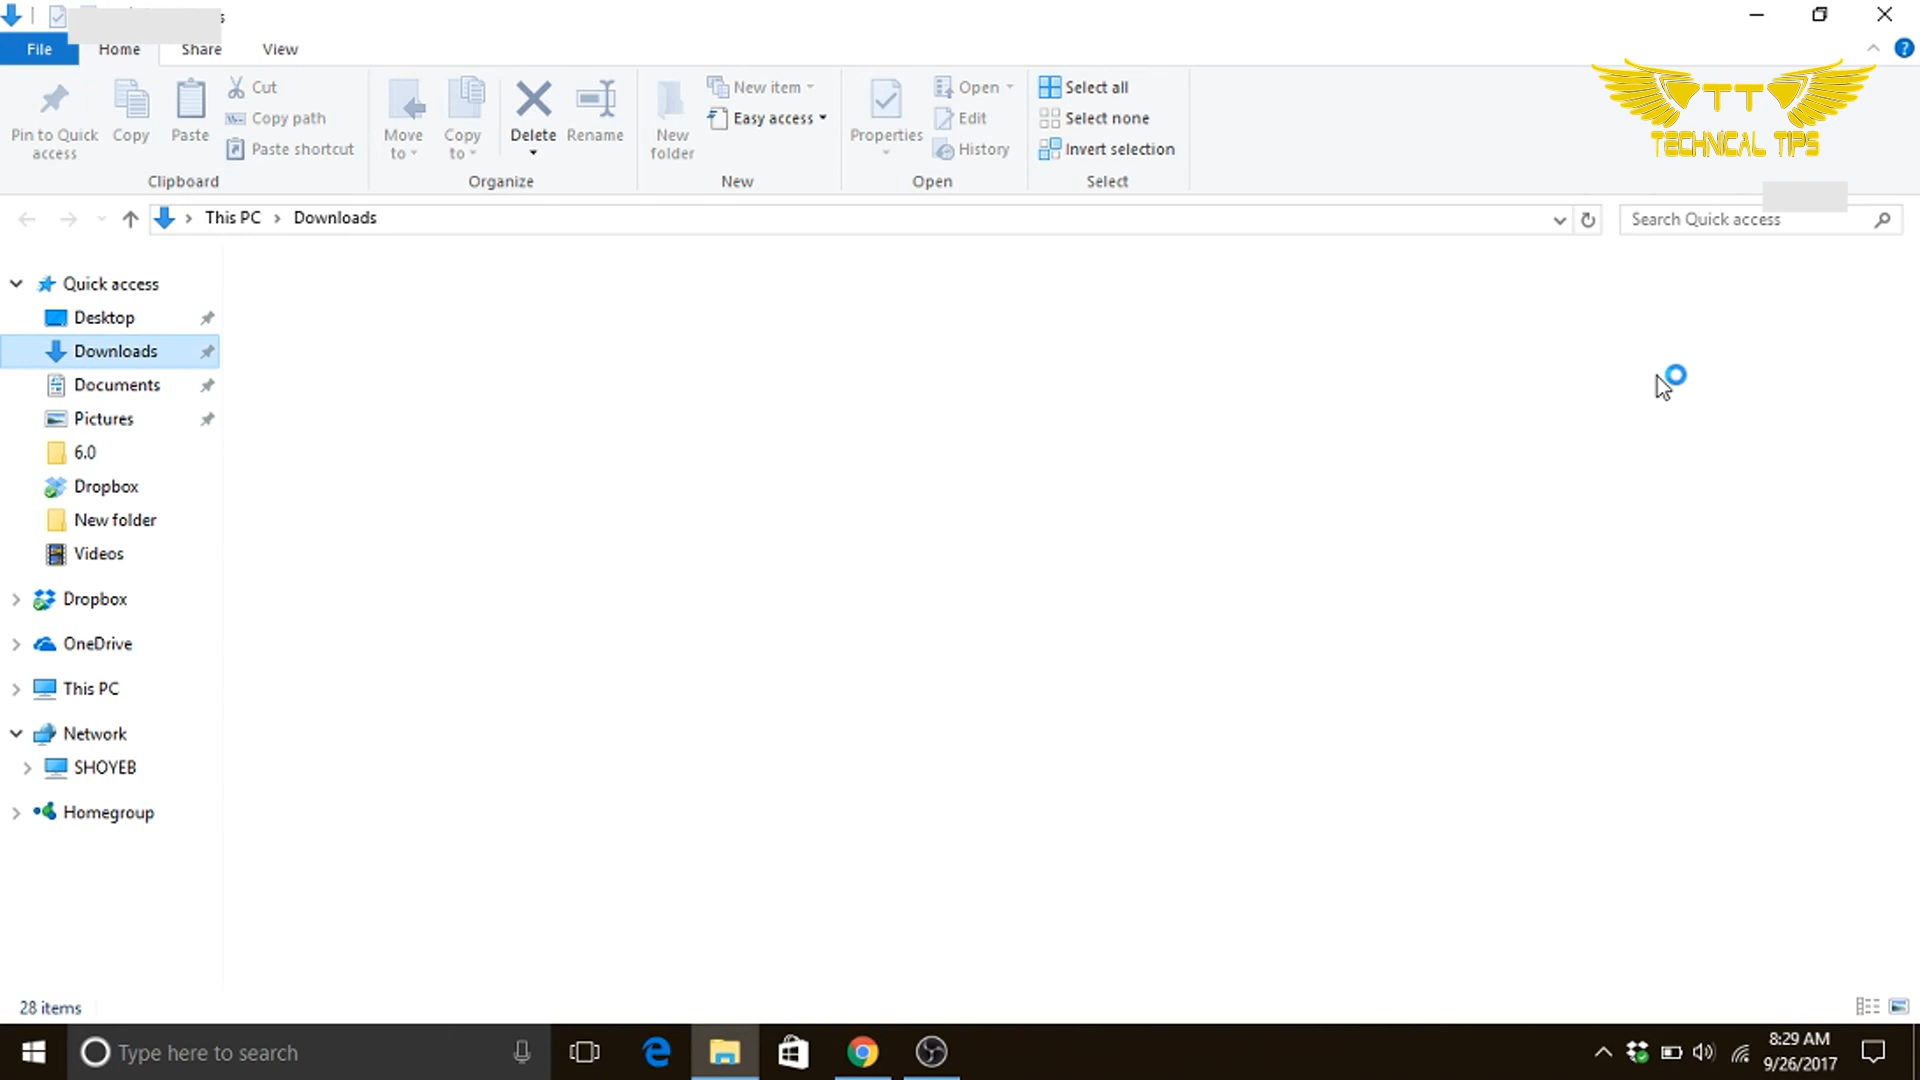 s
File
Home
Share
View
Pin to Quick
access
Copy
Paste
Cut
Copy path
Paste shortcut
Clipboard
Move
to
Copy
to
Delete
Rename
Organize
New
folder
New item
Easy access
New
Properties
Open
Edit
History
Open
Select all
Select none
Invert selection
Select
TT
TECHNICAL TIPS
This PC
Downloads
Search Quick access
Quick access
Desktop
Downloads
Documents
Pictures
6.0
Dropbox
New folder
Videos
Dropbox
OneDrive
This PC
Network
SHOYEB
Homegroup
28 items
Type here to search
8:29 AM
9/26/2017